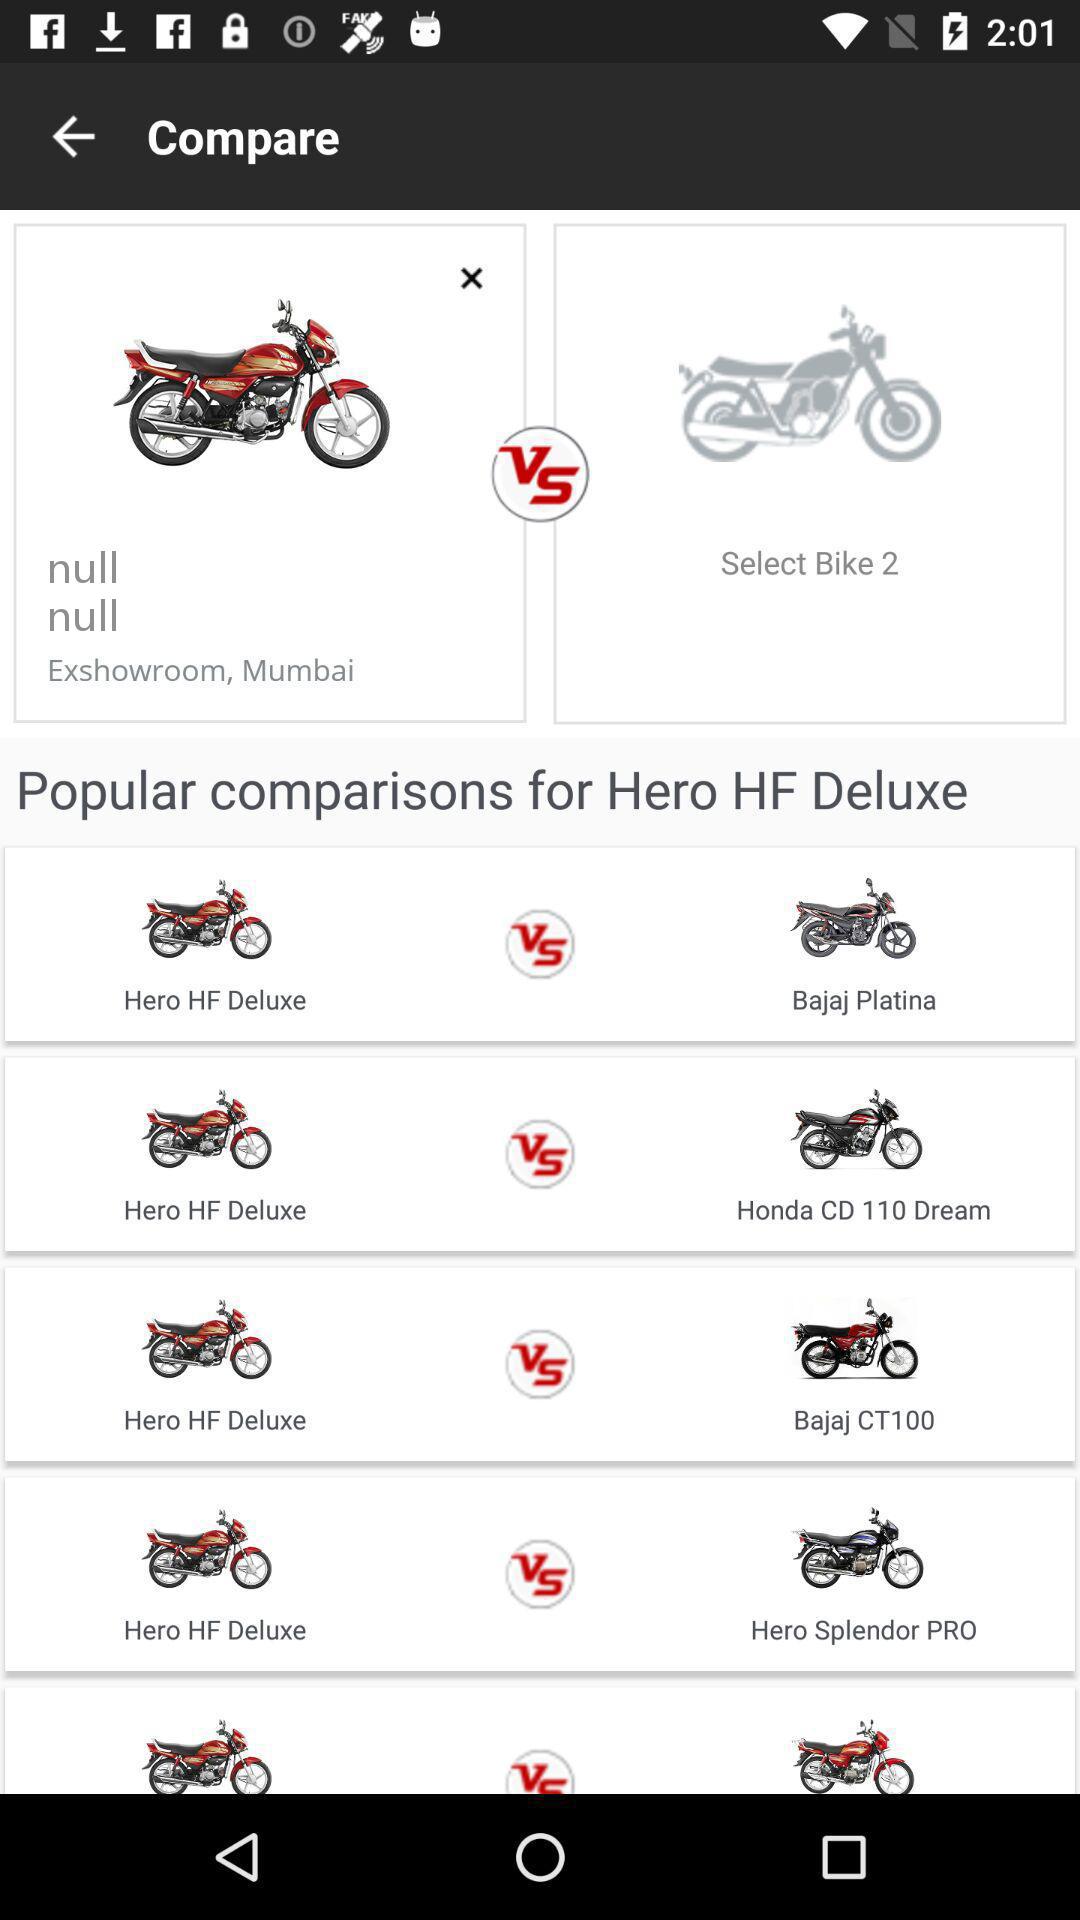 FAKE
2:01
Compare
VS
null
null
Exshowroom, Mumbai
Select Bike 2
Popular comparisons for Hero HF Deluxe
VS
Hero HF Deluxe
Bajaj Platina
VS
Hero HF Deluxe
Honda CD 110 Dream
VS
Hero HF Deluxe
Bajaj CT100
VS
Hero HF Deluxe
Hero Splendor PRO
VS